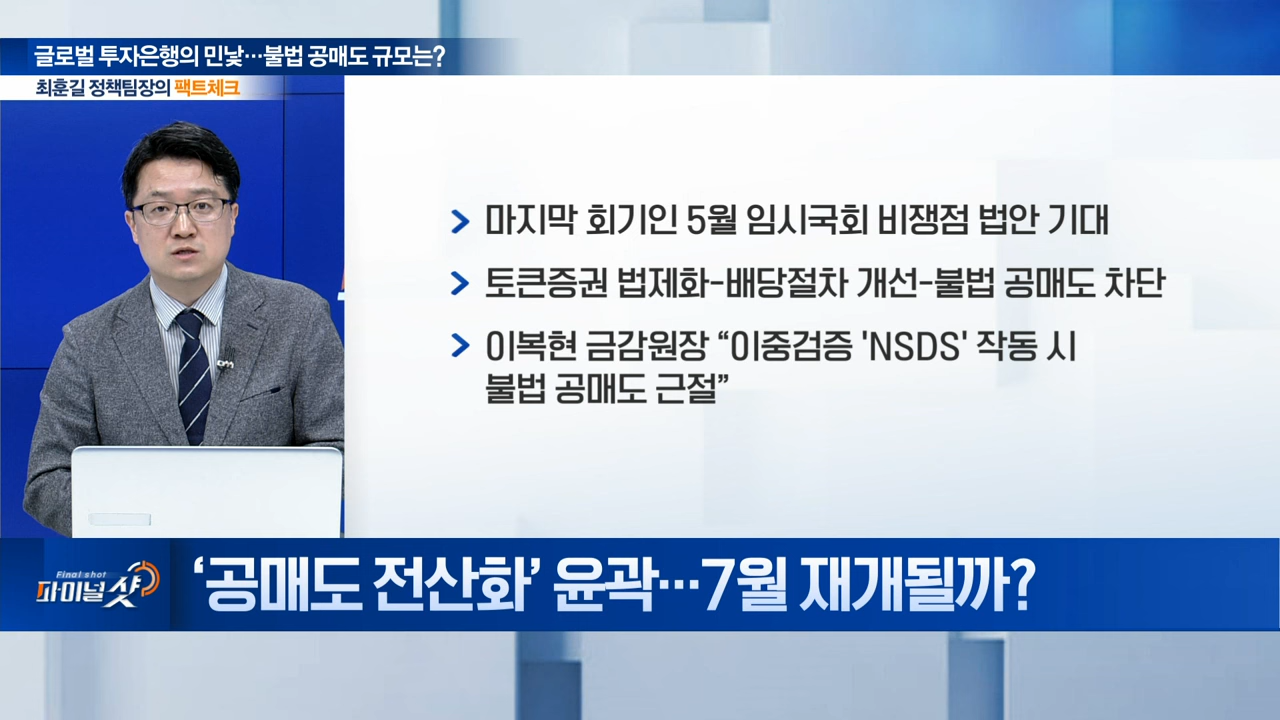 글로벌 투자은행의 민낯…불법 공매도 규모는?
최훈길 정책팀장의 팩트체크
마지막 회기인 5월 임시국회 비쟁점 법안 기대
토큰증권 법제화-배당절차 개선-불법 공매도 차단
이복현 금감원장 “이중검증 'NSDS' 작동 시
불법 공매도 근절”
Final shot
파이널 샷
‘공매도 전산화’ 윤곽…7월 재개될까?